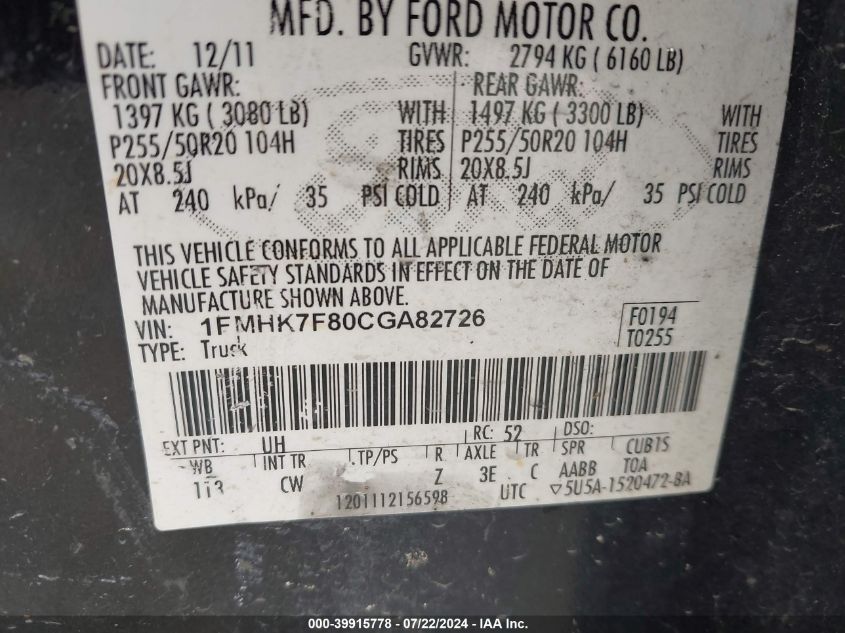 MFD. BY FORD MOTOR CO.
DATE: 12/11 GVWR: 2794 KG ( 6160 LB)
FRONT GAWR: REAR GAWR:
1397 KG ( 3080 LB) WITH 1497 KG ( 3300 LB) WITH
P255/50R20 104H TIRES P255/50R20 104H TIRES
20X8.5J RIMS 20X8.5J RIMS
AT 240 kPa/ 35 PSI COLD AT 240 kPa/ 35 PSI COLD
THIS VEHICLE CONFORMS TO ALL APPLICABLE FEDERAL MOTOR
VEHICLE SAFETY STANDARDS IN EFFECT ON THE DATE OF
MANUFACTURE SHOWN ABOVE.
VIN: 1FMHK7F80CGA82726 F0194
TYPE: Truck T0255
EXT PNT: UH RC: 52 DSO:
WB INT TR TP/PS R AXLE TR SPR CUB1S
113 CW Z 3E C AABB TOA
1201112156598 UTC ▽5U5A-1520472-BA
000-39915778 - 07/22/2024 - IAA Inc.